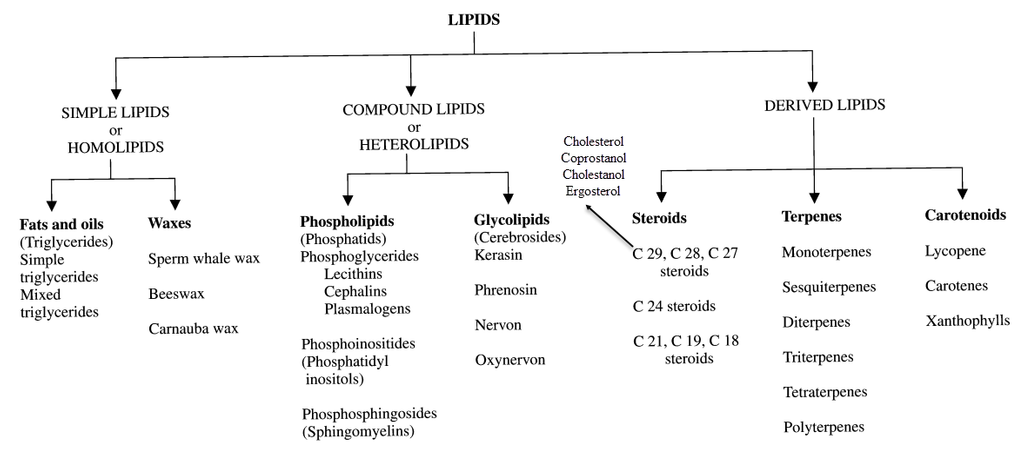 LIPIDS
SIMPLE LIPIDS
or
HOMOLIPIDS
COMPOUND LIPIDS
or
HETEROLIPIDS
DERIVED LIPIDS
Fats and oils
(Triglycerides)
Simple
triglycerides
Mixed
triglycerides
Waxes
Sperm whale wax
Beeswax
Carnauba wax
Phospholipids
(Phosphatids)
Phosphoglycerides
Lecithins
Cephalins
Plasmalogens
Phosphoinositides
(Phosphatidyl
inositols)
Phosphosphingosides
(Sphingomyelins)
Glycolipids
(Cerebrosides)
Kerasin
Phrenosin
Nervon
Oxynervon
Cholesterol
Coprostanol
Cholestanol
Ergosterol
Steroids
C 29, C 28, C 27
steroids
C 24 steroids
C 21, C 19, C 18
steroids
Terpenes
Monoterpenes
Sesquiterpenes
Diterpenes
Triterpenes
Tetraterpenes
Polyterpenes
Carotenoids
Lycopene
Carotenes
Xanthophylls